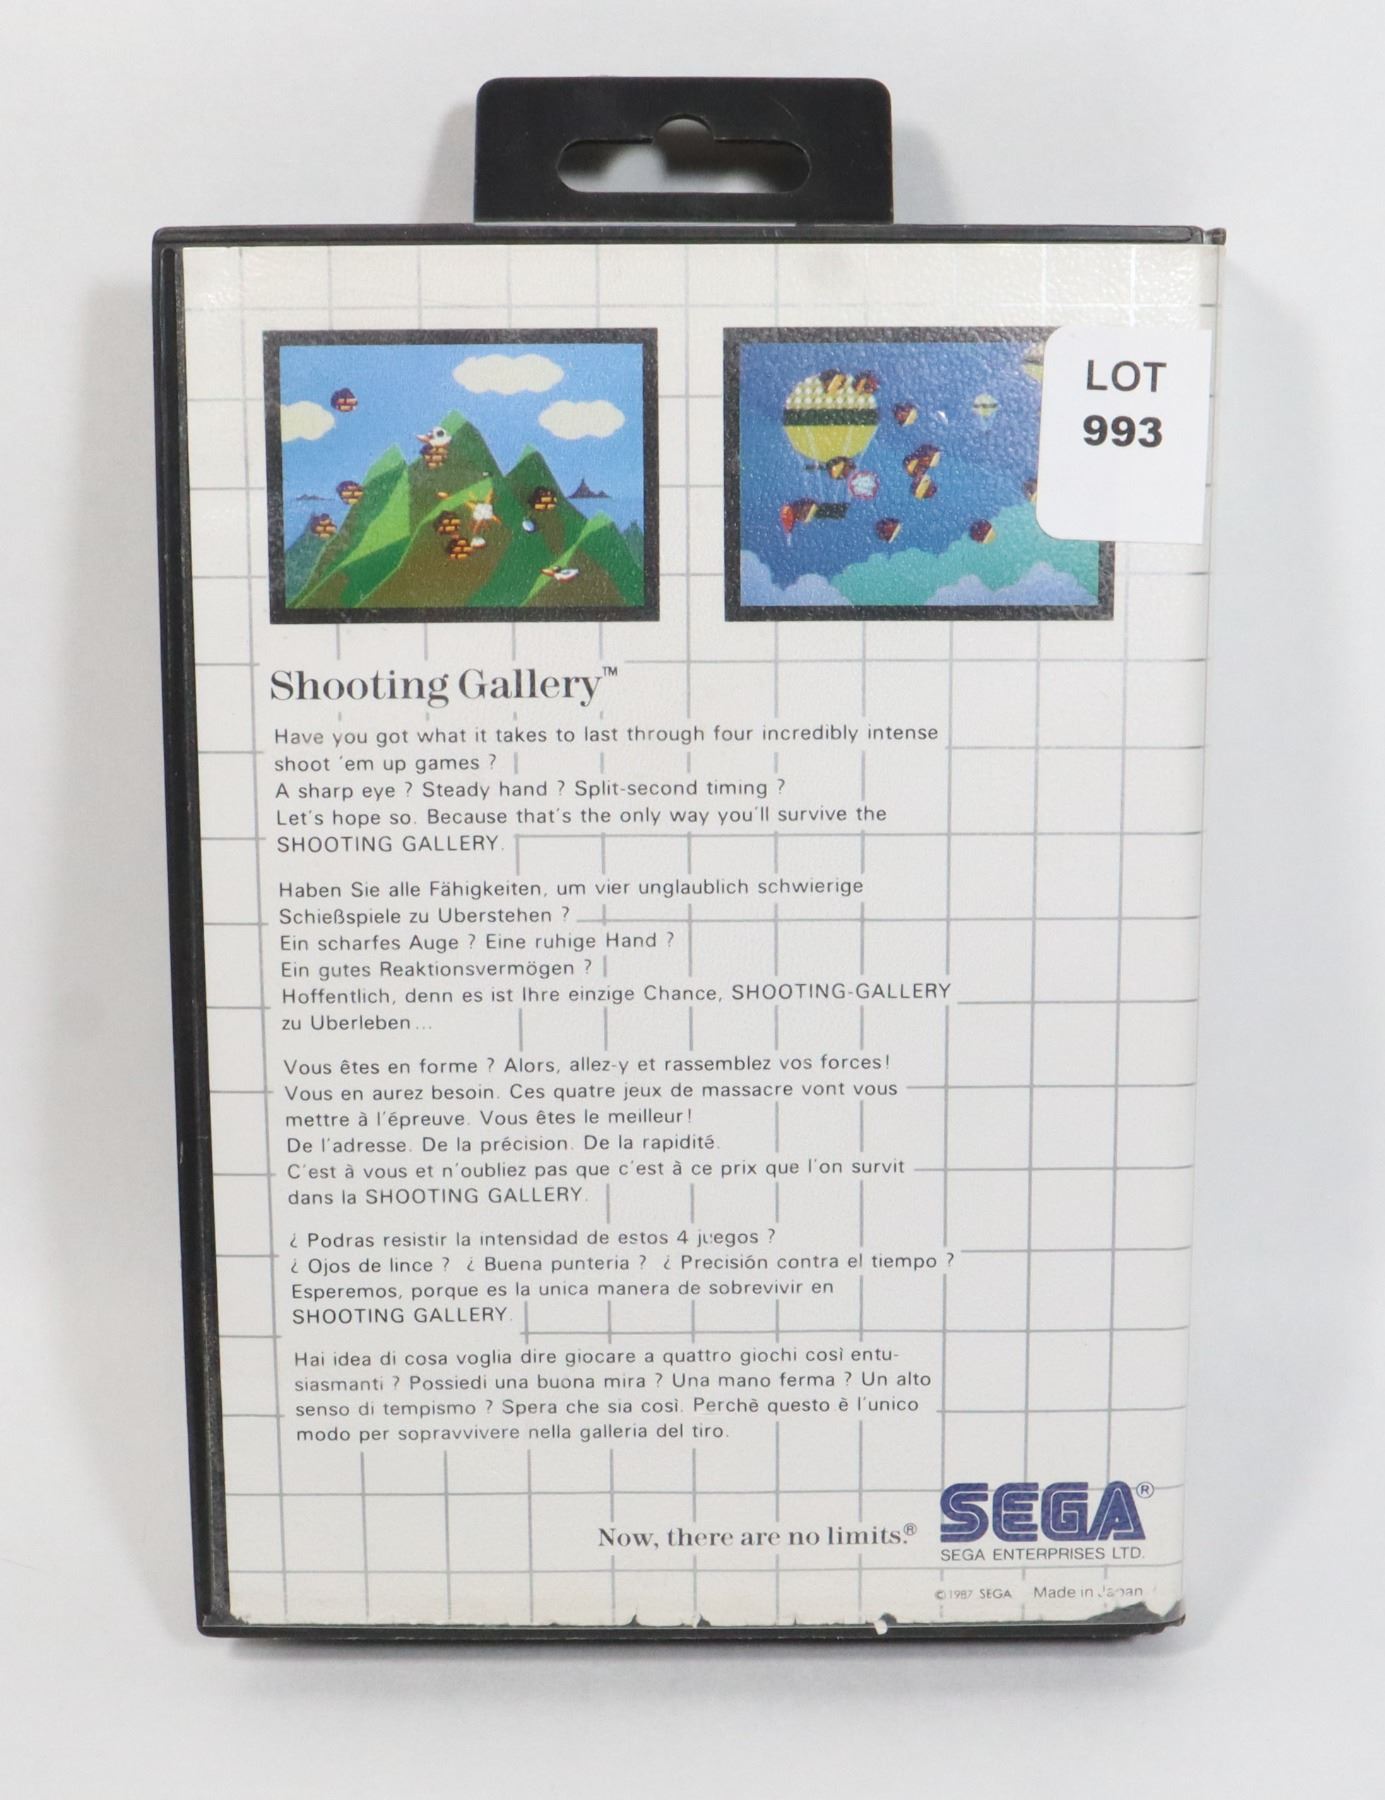 LOT
993
Shooting Gallery™
Have you got what it takes to last through four incredibly intense
shoot 'em up games ?
A sharp eye ? Steady hand ? Split-second timing ?
Let's hope so. Because that's the only way you'll survive the
SHOOTING GALLERY.
Haben Sie alle Fähigkeiten, um vier unglaublich schwierige
Schießspiele zu Uberstehen ?
Ein scharfes Auge ? Eine ruhige Hand ?
Ein gutes Reaktionsvermögen ?
Hoffentlich, denn es ist Ihre einzige Chance, SHOOTING-GALLERY
zu Uberleben ...
Vous êtes en forme ? Alors, allez-y et rassemblez vos forces!
Vous en aurez besoin. Ces quatre jeux de massacre vont vous
mettre à l'épreuve. Vous êtes le meilleur!
De l'adresse. De la précision. De la rapidité.
C'est à vous et n'oubliez pas que c'est à ce prix que l'on survit
dans la SHOOTING GALLERY.
¿ Podras resistir la intensidad de estos 4 juegos ?
¿ Ojos de lince ? ¿ Buena punteria ? ¿ Precisión contra el tiempo ?
Esperemos, porque es la unica manera de sobrevivir en
SHOOTING GALLERY.
Hai idea di cosa voglia dire giocare a quattro giochi così entu-
siasmanti ? Possiedi una buona mira ? Una mano ferma ? Un alto
senso di tempismo ? Spera che sia così. Perchè questo è l'unico
modo per sopravvivere nella galleria del tiro.
Now, there are no limits.®
SEGA®
SEGA ENTERPRISES LTD.
©1987 SEGA Made in Japan